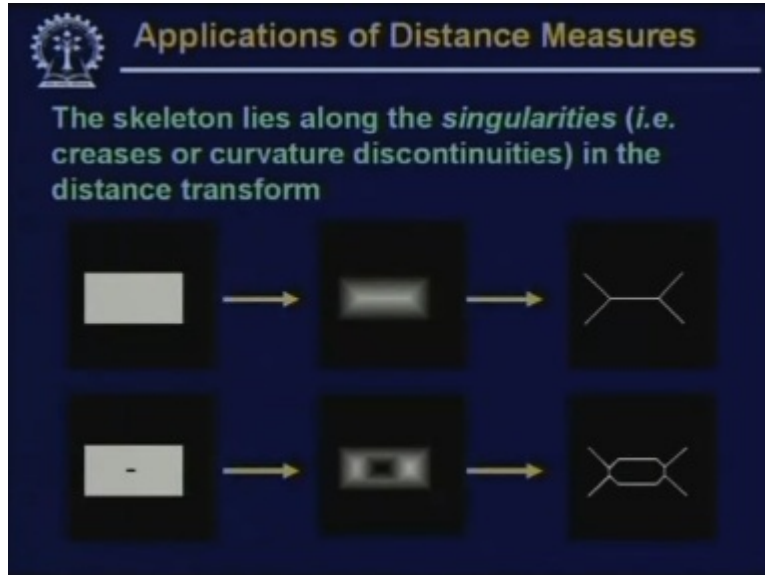 Applications of Distance Measures
The skeleton lies along the singularities (i.e.
creases or curvature discontinuities) in the
distance transform